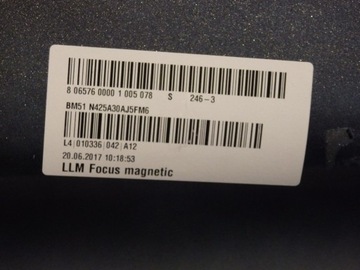 8 06576 0000 1 005 078 S 246-3
BM51 N425A30AJ5FM6
L4|010336|042|A12
20.06.2017 10:18:53
LLM Focus magnetic